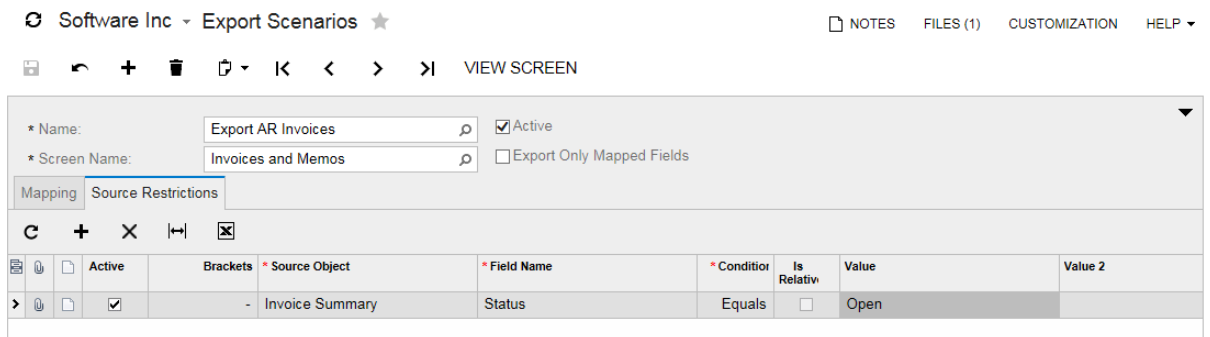 Software Inc Export Scenarios NOTES FILES (1) CUSTOMIZATION HELP
VIEW SCREEN
* Name: Export AR Invoices Active
* Screen Name: Invoices and Memos Export Only Mapped Fields
Mapping Source Restrictions
Active Brackets * Source Object * Field Name * Condition Is Relative Value Value 2
- Invoice Summary Status Equals Open